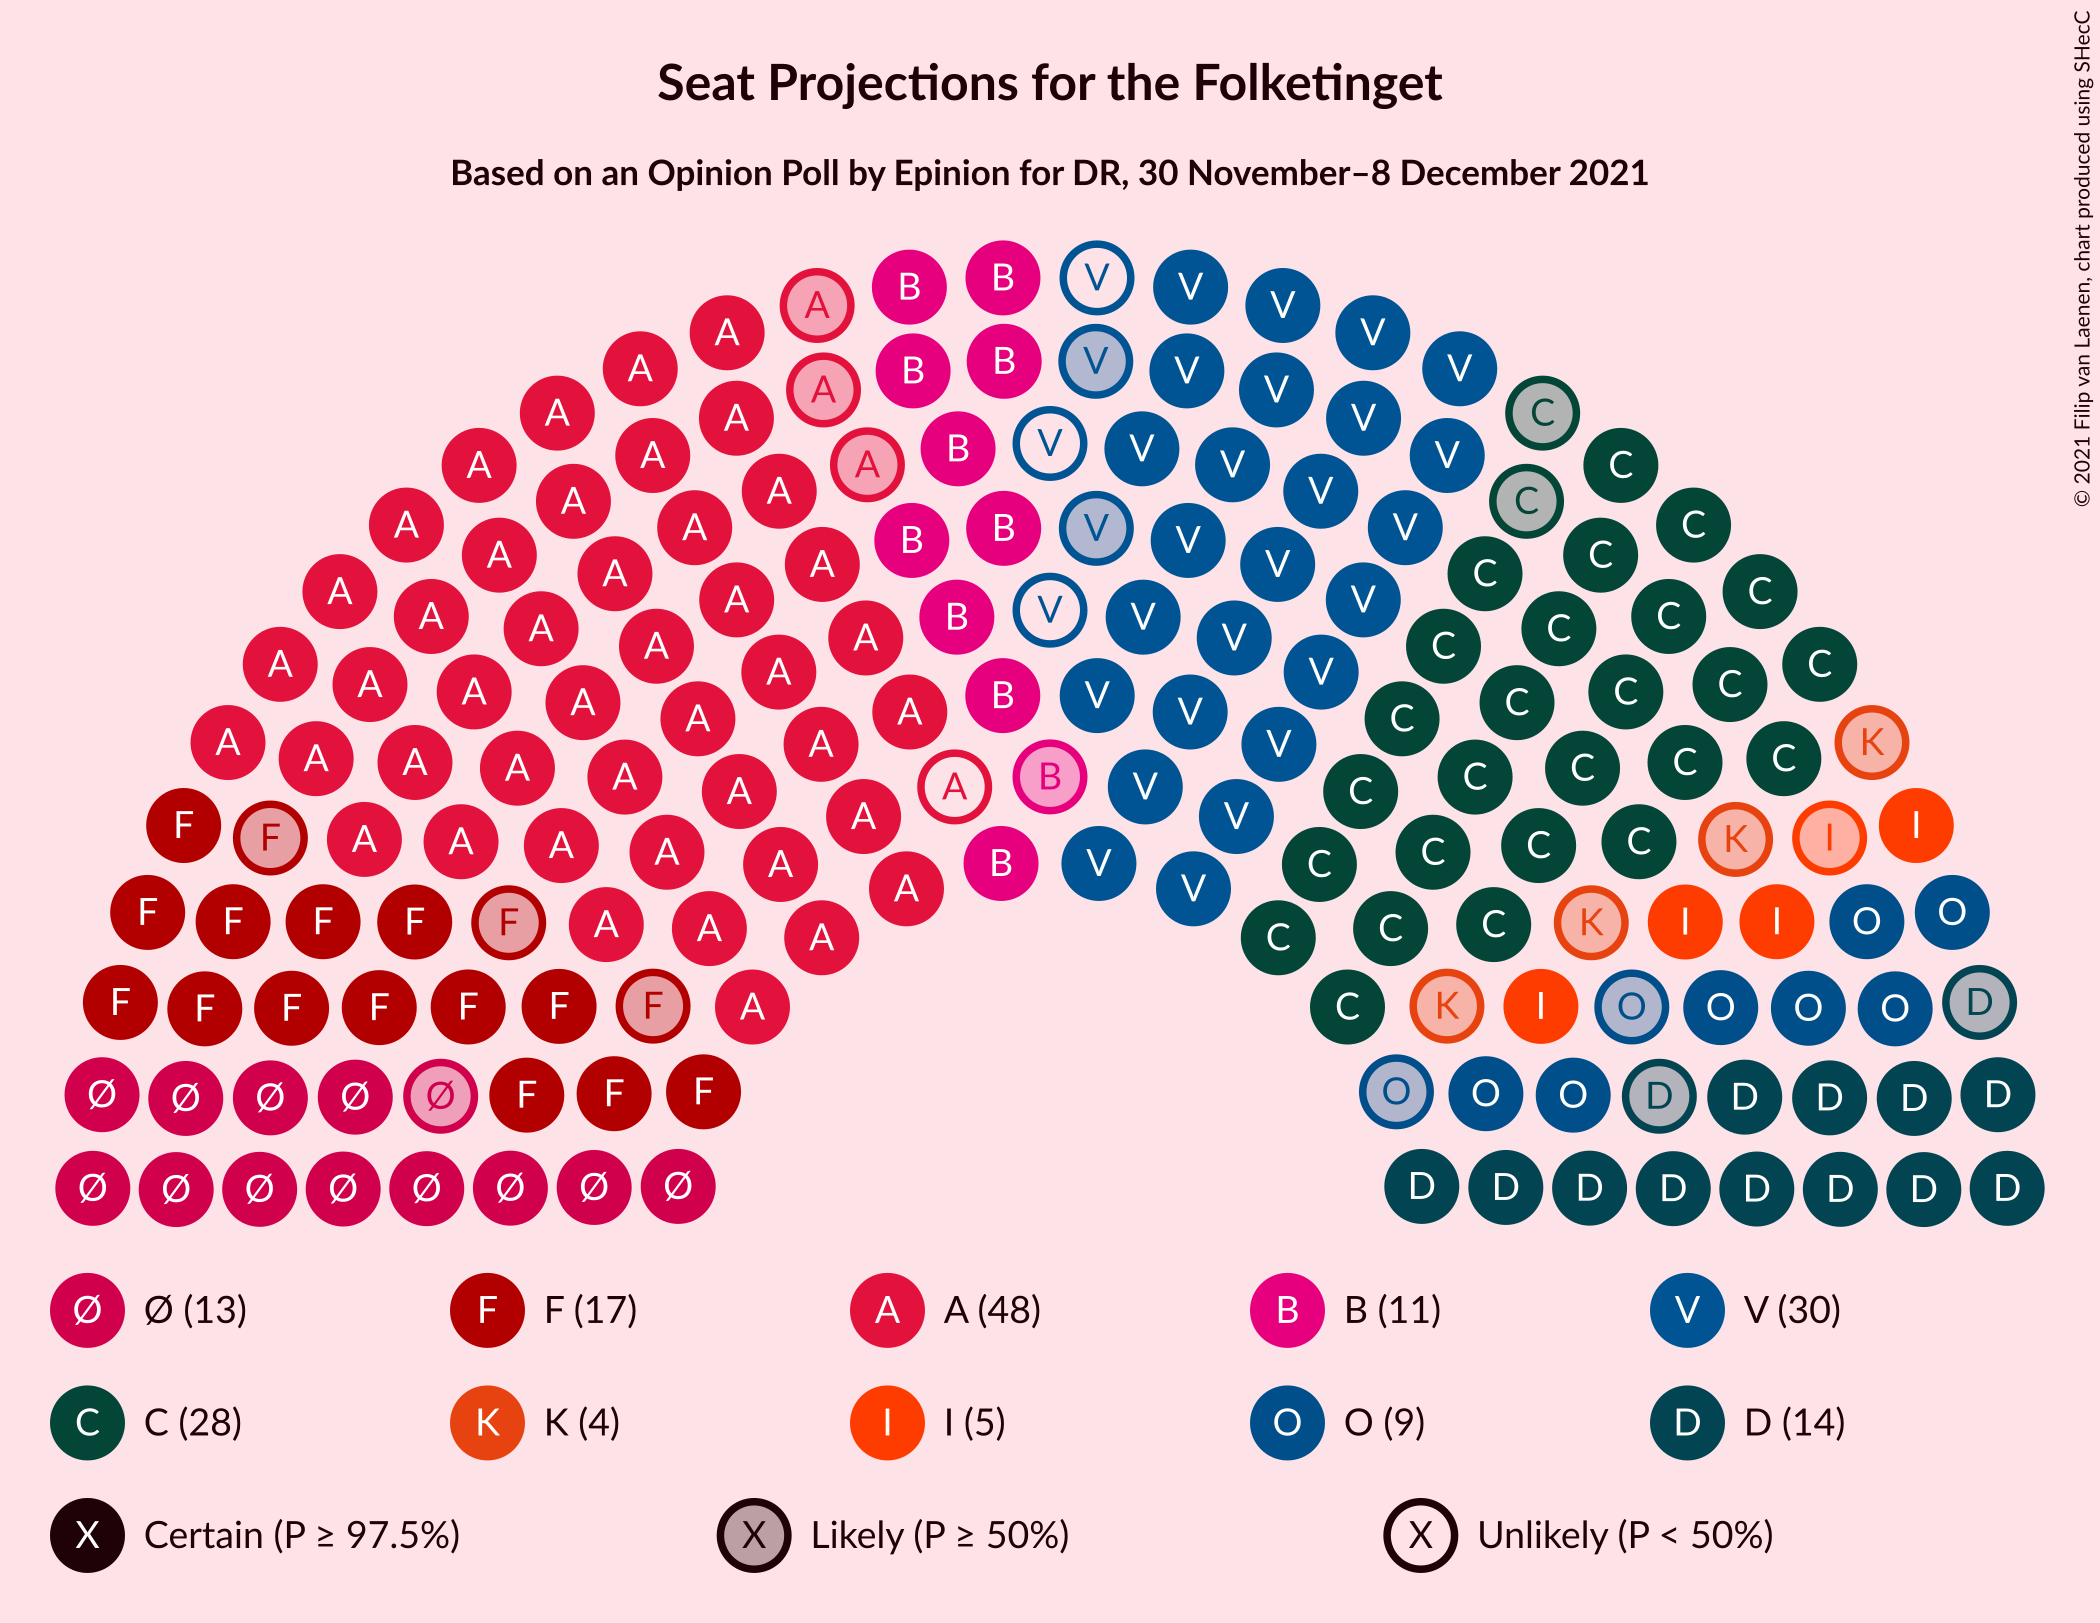 Seat Projections for the Folketinget
Based on an Opinion Poll by Epinion for DR, 30 November–8 December 2021
© 2021 Filip van Laenen, chart produced using SHecC
A B B V V V
A A A B B V V V V V
A A A A A B V V V V V C C
A A A A A B B V V V V C C C
A A A A A A A A B V V V V V C C C C C
A A A A A A A B V V V C C C C C
A A A A A A A A B V V C C C C C K
F F A A A A A A A B V V V C C C C K I I
F F F F F A A A C C C K I I O O
F F F F F F F A C K I O O O O D
Ø Ø Ø Ø Ø F F F O O O D D D D D
Ø Ø Ø Ø Ø Ø Ø Ø D D D D D D D D
Ø Ø (13) F F (17) A A (48) B B (11) V V (30)
C C (28) K K (4) I I (5) O O (9) D D (14)
X Certain (P ≥ 97.5%) X Likely (P ≥ 50%) X Unlikely (P < 50%)